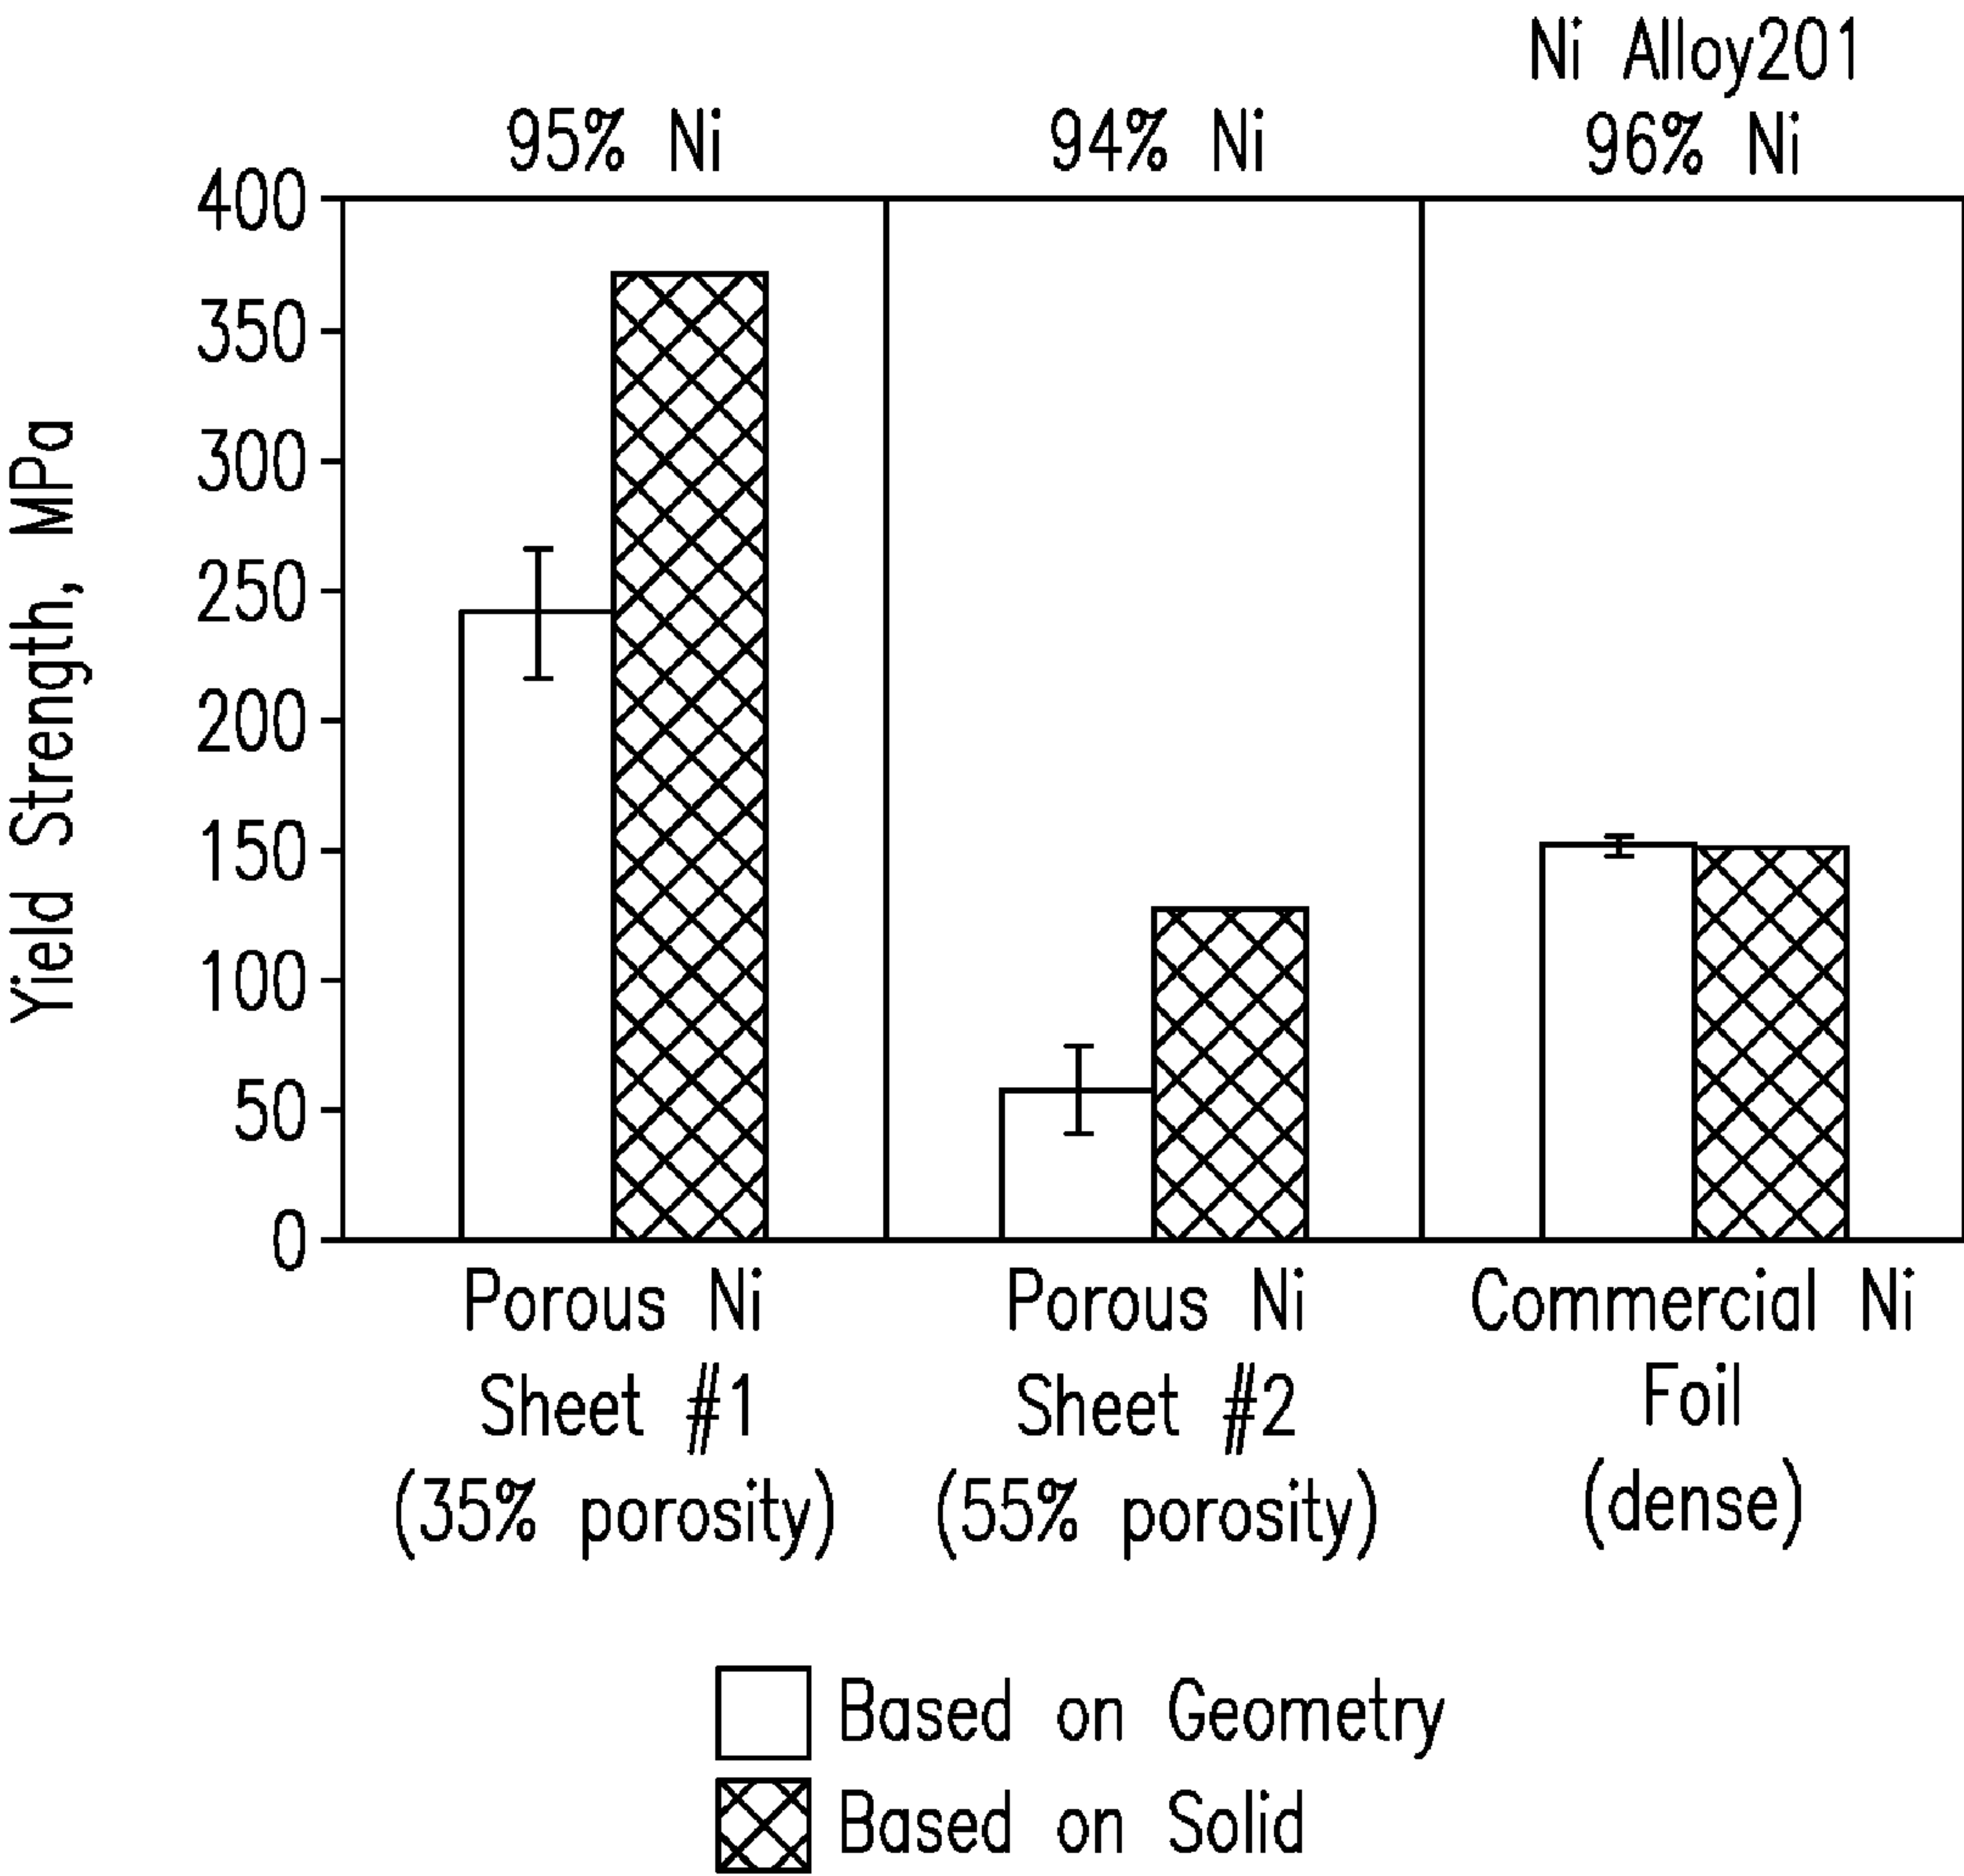 Ni Alloy201
95% Ni
94% Ni
96% Ni
400
350
300
250
200
150
100
50
0
Yield Strength, MPa
Porous Ni
Sheet #1
(35% porosity)
Porous Ni
Sheet #2
(55% porosity)
Commercial Ni
Foil
(dense)
Based on Geometry
Based on Solid